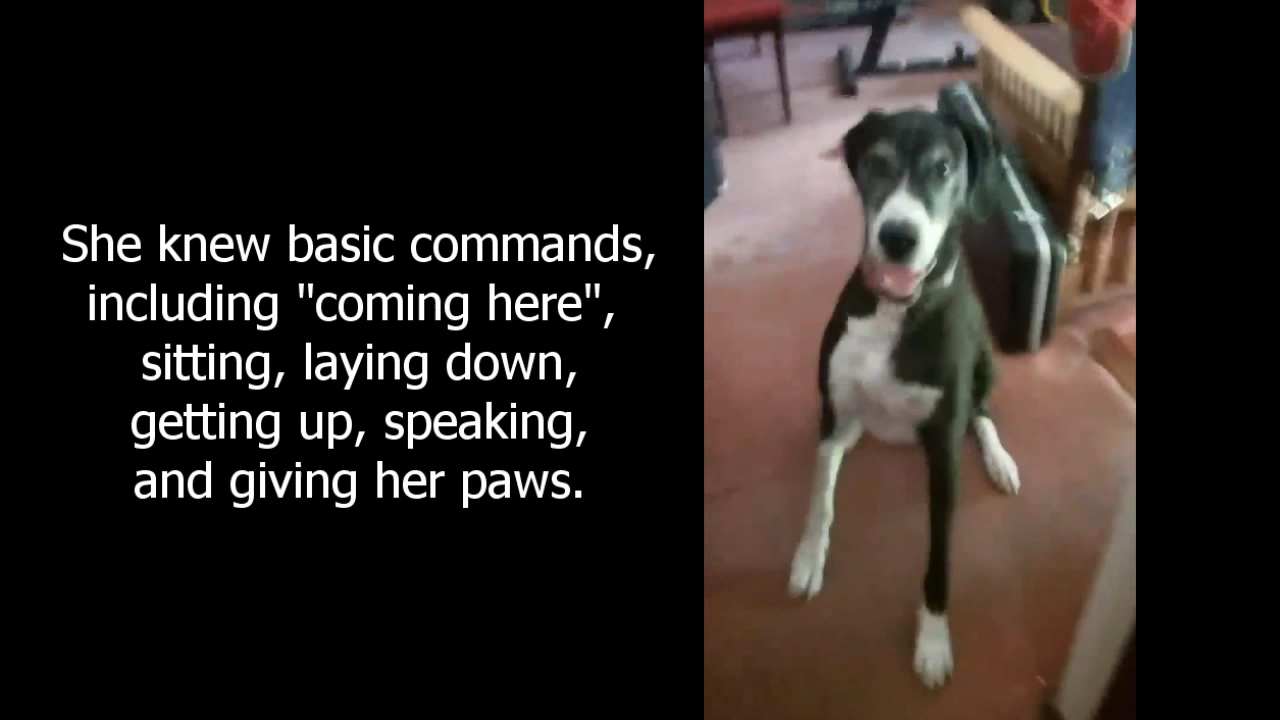 She knew basic commands,
including "coming here",
sitting, laying down,
getting up, speaking,
and giving her paws.